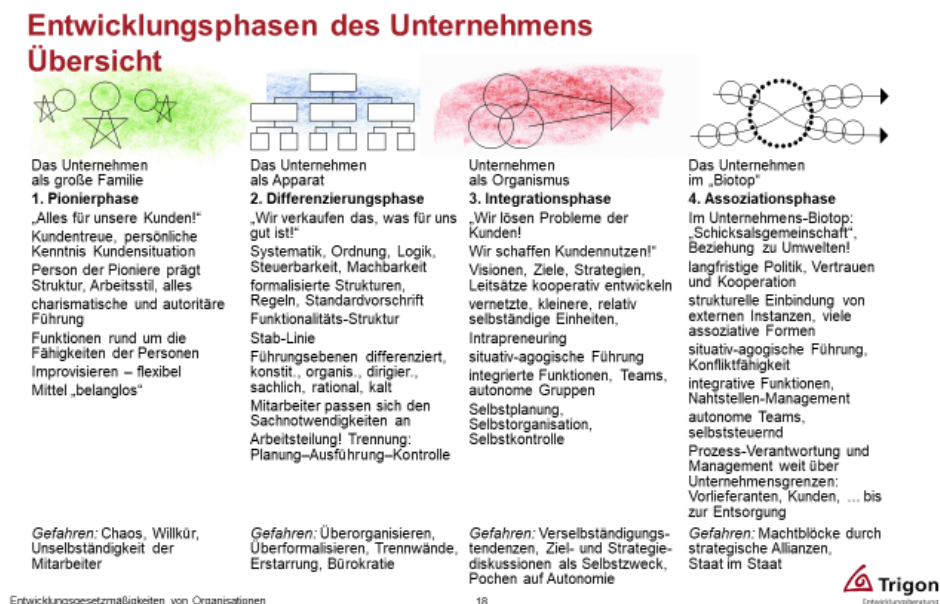 Entwicklungsphasen des Unternehmens
Übersicht
Das Unternehmen
als große Familie
1. Pionierphase
„Alles für unsere Kunden!“
Kundentreue, persönliche
Kenntnis Kundensituation
Person der Pioniere prägt
Struktur, Arbeitsstil, alles
charismatische und autoritäre
Führung
Funktionen rund um die
Fähigkeiten der Personen
Improvisieren – flexibel
Mittel „belanglos“
Gefahren: Chaos, Willkür,
Unselbständigkeit der
Mitarbeiter
Das Unternehmen
als Apparat
2. Differenzierungsphase
„Wir verkaufen das, was für uns
gut ist!“
Systematik, Ordnung, Logik,
Steuerbarkeit, Machbarkeit
formalisierte Strukturen,
Regeln, Standardvorschrift
Funktionalitäts-Struktur
Stab-Linie
Führungsebenen differenziert,
konstit., organis., dirigier.,
sachlich, rational, kalt
Mitarbeiter passen sich den
Sachnotwendigkeiten an
Arbeitsteilung! Trennung:
Planung–Ausführung–Kontrolle
Gefahren: Überorganisieren,
Überformalisieren, Trennwände,
Erstarrung, Bürokratie
Unternehmen
als Organismus
3. Integrationsphase
„Wir lösen Probleme der
Kunden!
Wir schaffen Kundennutzen!“
Visionen, Ziele, Strategien,
Leitsätze kooperativ entwickeln
vernetzte, kleinere, relativ
selbständige Einheiten,
Intrapreneuring
situativ-agogische Führung
integrierte Funktionen, Teams,
autonome Gruppen
Selbstplanung,
Selbstorganisation,
Selbstkontrolle
Gefahren: Verselbständigungs-
tendenzen, Ziel- und Strategie-
diskussionen als Selbstzweck,
Pochen auf Autonomie
Das Unternehmen
im „Biotop“
4. Assoziationsphase
Im Unternehmens-Biotop:
„Schicksalsgemeinschaft“,
Beziehung zu Umwelten!
langfristige Politik, Vertrauen
und Kooperation
strukturelle Einbindung von
externen Instanzen, viele
assoziative Formen
situativ-agogische Führung,
Konfliktfähigkeit
integrative Funktionen,
Nahtstellen-Management
autonome Teams,
selbststeuernd
Prozess-Verantwortung und
Management weit über
Unternehmensgrenzen:
Vorlieferanten, Kunden, ... bis
zur Entsorgung
Gefahren: Machtblöcke durch
strategische Allianzen,
Staat im Staat
Trigon
Entwicklungsberatung
Entwicklungsgesetzmäßigkeiten von Organisationen
18